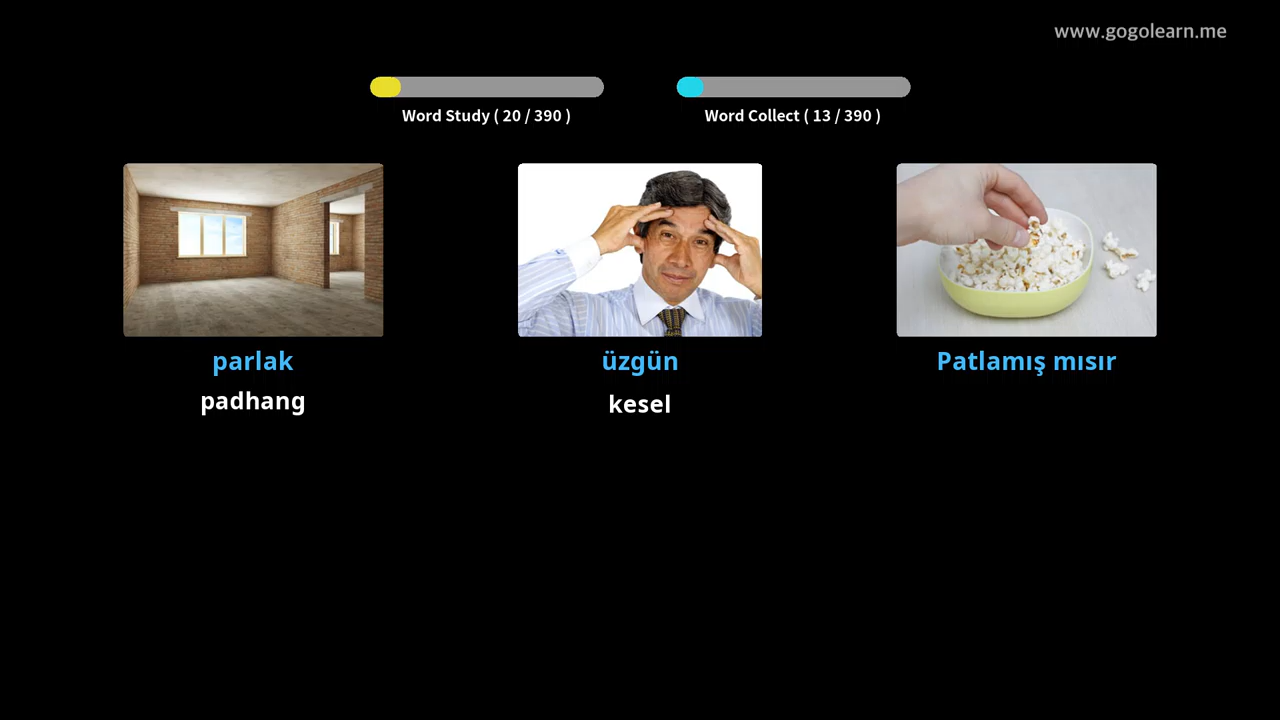 www.gogolearn.me
Word Study ( 20 / 390 )
Word Collect ( 13 / 390 )
parlak
padhang
üzgün
kesel
Patlamış mısır